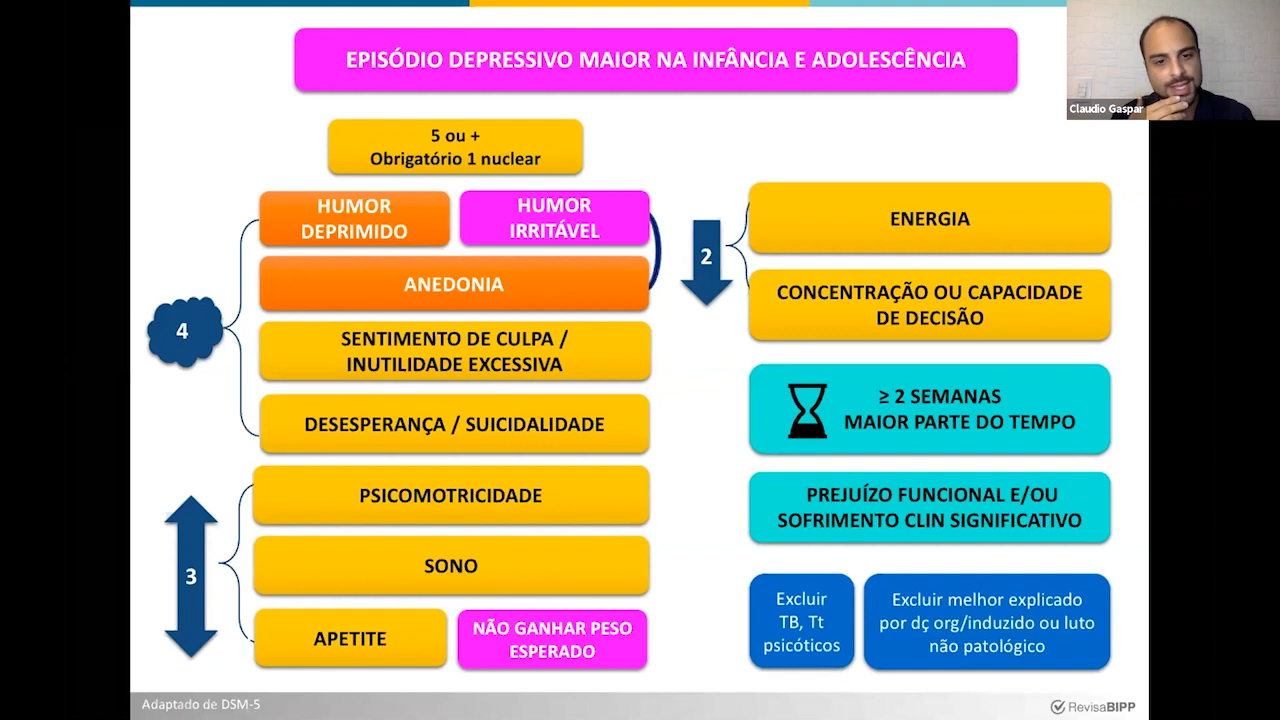 EPISÓDIO DEPRESSIVO MAIOR NA INFÂNCIA E ADOLESCÊNCIA
Claudio Gaspar
5 ou +
Obrigatório 1 nuclear
HUMOR
DEPRIMIDO
HUMOR
IRRITÁVEL
ANEDONIA
4
SENTIMENTO DE CULPA /
INUTILIDADE EXCESSIVA
DESESPERANÇA / SUICIDALIDADE
3
PSICOMOTRICIDADE
SONO
APETITE
NÃO GANHAR PESO
ESPERADO
2
ENERGIA
CONCENTRAÇÃO OU CAPACIDADE
DE DECISÃO
≥ 2 SEMANAS
MAIOR PARTE DO TEMPO
PREJUÍZO FUNCIONAL E/OU
SOFRIMENTO CLIN SIGNIFICATIVO
Excluir
TB, Tt
psicóticos
Excluir melhor explicado
por dç org/induzido ou luto
não patológico
Adaptado de DSM-5
RevisaBIPP